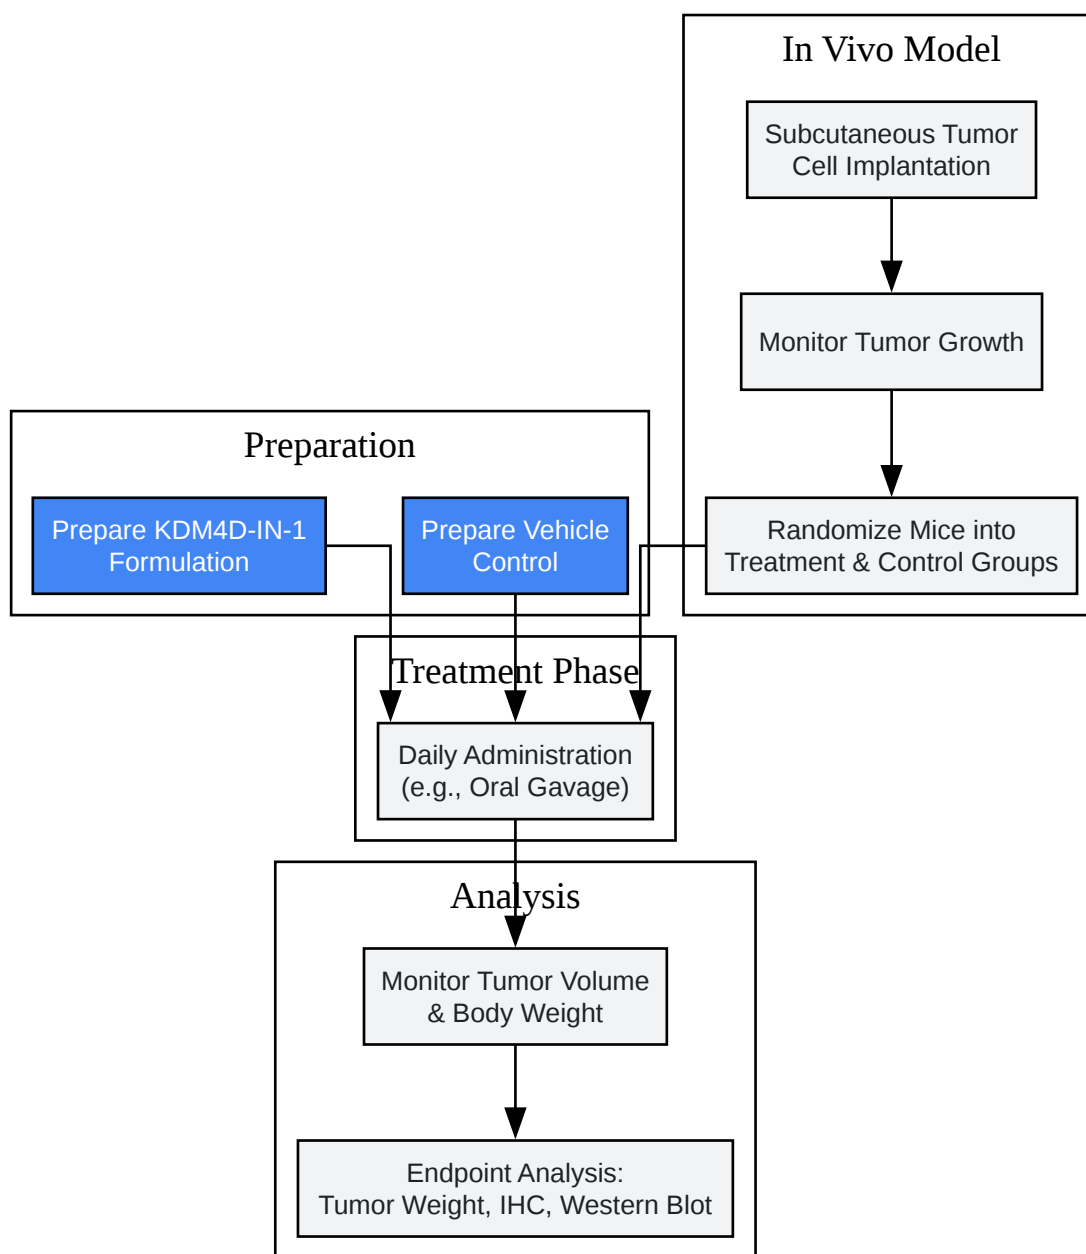 In Vivo Model
Subcutaneous Tumor
Cell Implantation
Monitor Tumor Growth
Randomize Mice into
Treatment & Control Groups
Preparation
Prepare KDM4D-IN-1
Formulation
Prepare Vehicle
Control
Treatment Phase
Daily Administration
(e.g., Oral Gavage)
Analysis
Monitor Tumor Volume
& Body Weight
Endpoint Analysis:
Tumor Weight, IHC, Western Blot